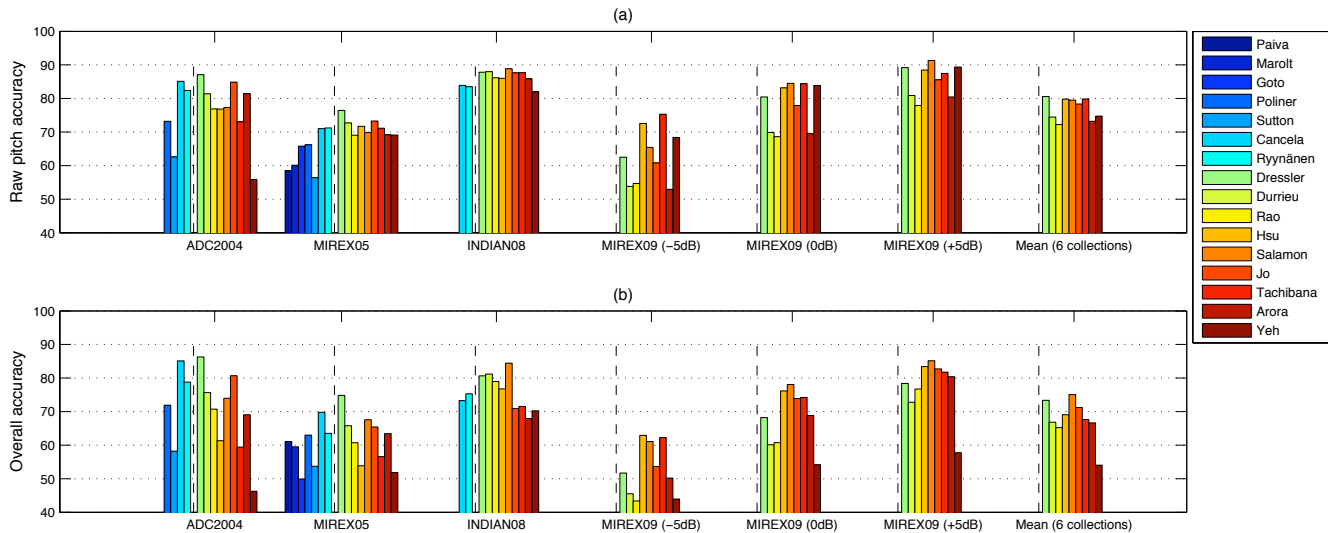 (a)
Raw pitch accuracy
100
90
80
70
60
50
40
ADC2004
MIREX05
INDIAN08
MIREX09 (−5dB)
MIREX09 (0dB)
MIREX09 (+5dB)
Mean (6 collections)
Paiva
Marolt
Goto
Poliner
Sutton
Cancela
Ryynänen
Dressler
Durrieu
Rao
Hsu
Salamon
Jo
Tachibana
Arora
Yeh
(b)
Overall accuracy
100
90
80
70
60
50
40
ADC2004
MIREX05
INDIAN08
MIREX09 (−5dB)
MIREX09 (0dB)
MIREX09 (+5dB)
Mean (6 collections)